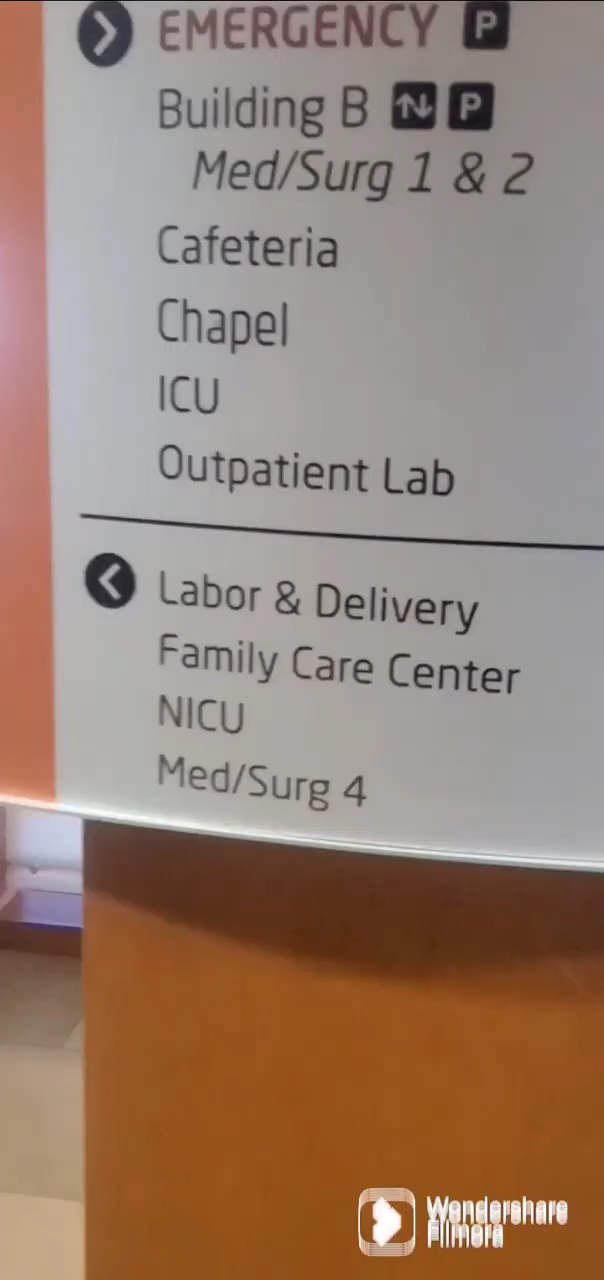 EMERGENCY P
Building B P
Med/Surg 1 & 2
Cafeteria
Chapel
ICU
Outpatient Lab
Labor & Delivery
Family Care Center
NICU
Med/Surg 4
Wondershare
Filmora